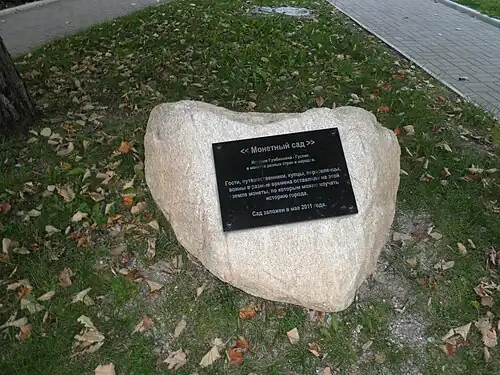 << Монетный сад >>
История Гумбиннена - Гусева
в монетах разных стран и народов.
Гости, путешественники, купцы, переселенцы,
воины в разные времена оставляли на этой
земле монеты, по которым можно изучать
историю города.
Сад заложен в мае 2011 года.